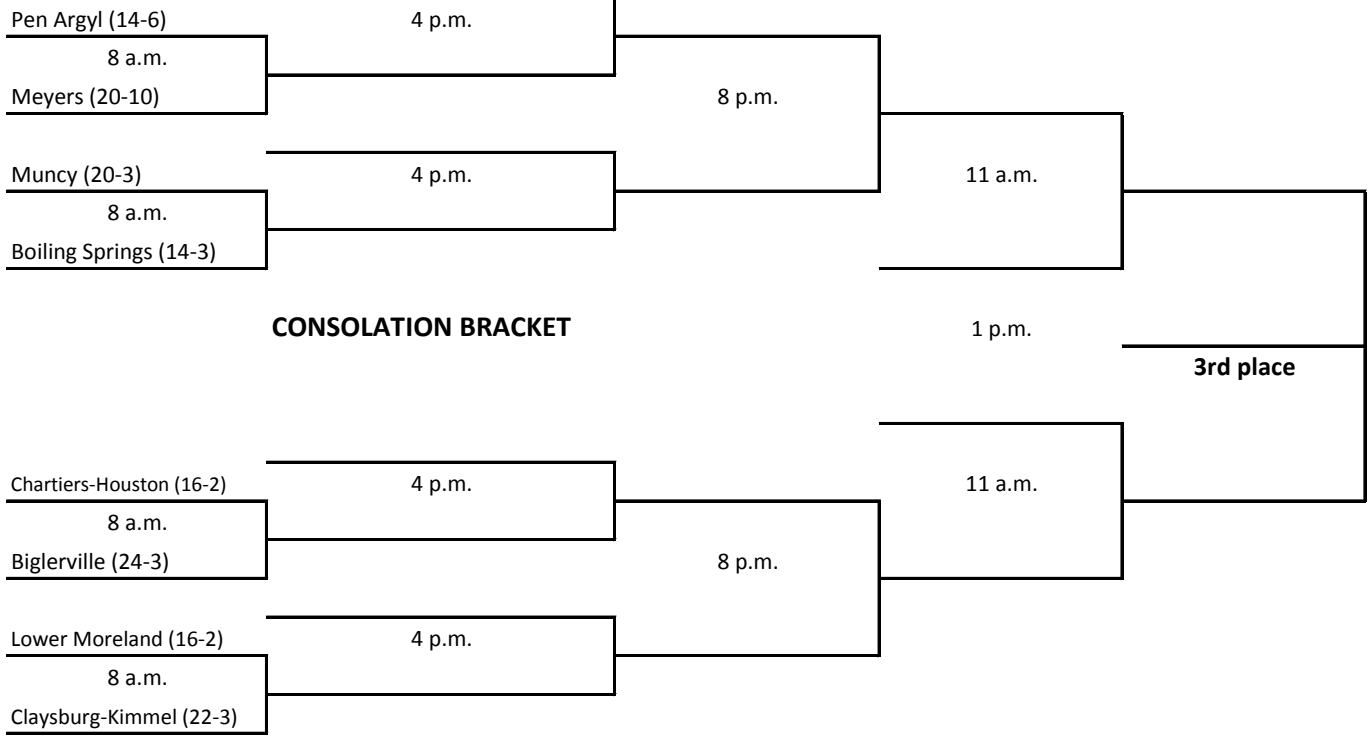 Pen Argyl (14-6)
4 p.m.
8 a.m.
Meyers (20-10)
8 p.m.
Muncy (20-3)
4 p.m.
11 a.m.
8 a.m.
Boiling Springs (14-3)
CONSOLATION BRACKET
1 p.m.
3rd place
Chartiers-Houston (16-2)
4 p.m.
11 a.m.
8 a.m.
Biglerville (24-3)
8 p.m.
Lower Moreland (16-2)
4 p.m.
8 a.m.
Claysburg-Kimmel (22-3)